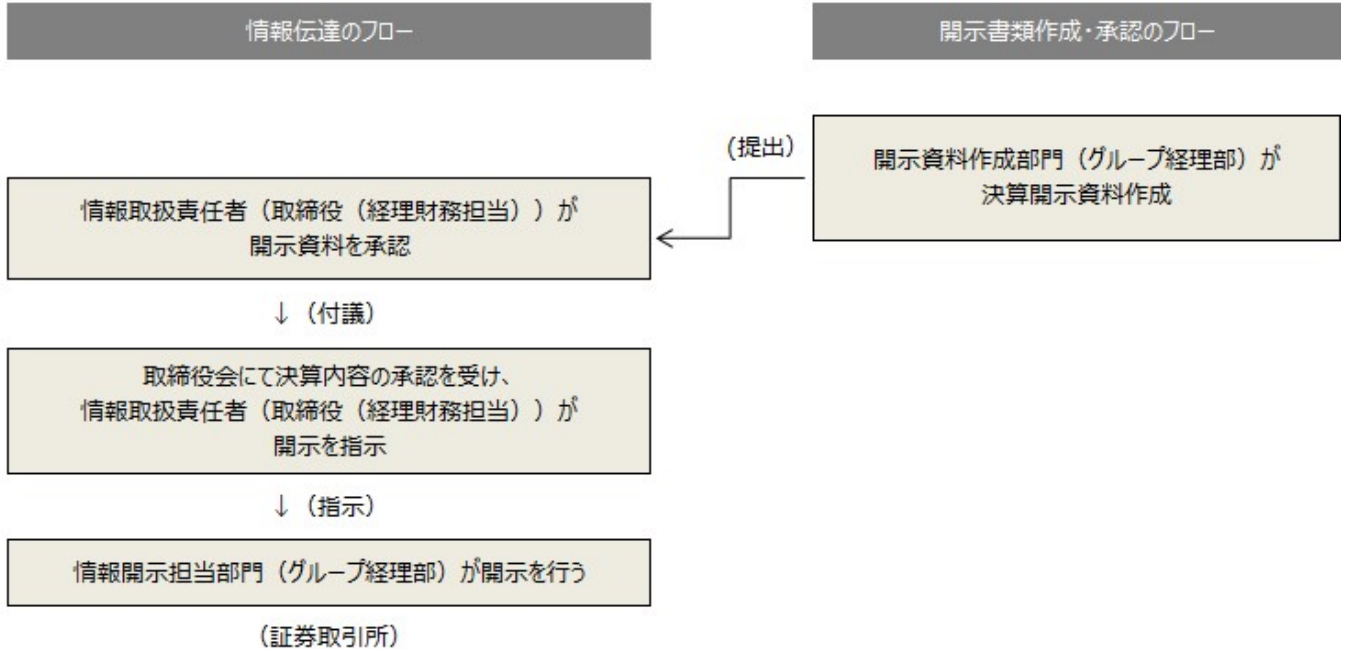 情報伝達のフロー
開示書類作成・承認のフロー
(提出)
開示資料作成部門（グループ経理部）が
決算開示資料作成
情報取扱責任者（取締役（経理財務担当））が
開示資料を承認
↓（付議）
取締役会にて決算内容の承認を受け、
情報取扱責任者（取締役（経理財務担当））が
開示を指示
↓（指示）
情報開示担当部門（グループ経理部）が開示を行う
（証券取引所）